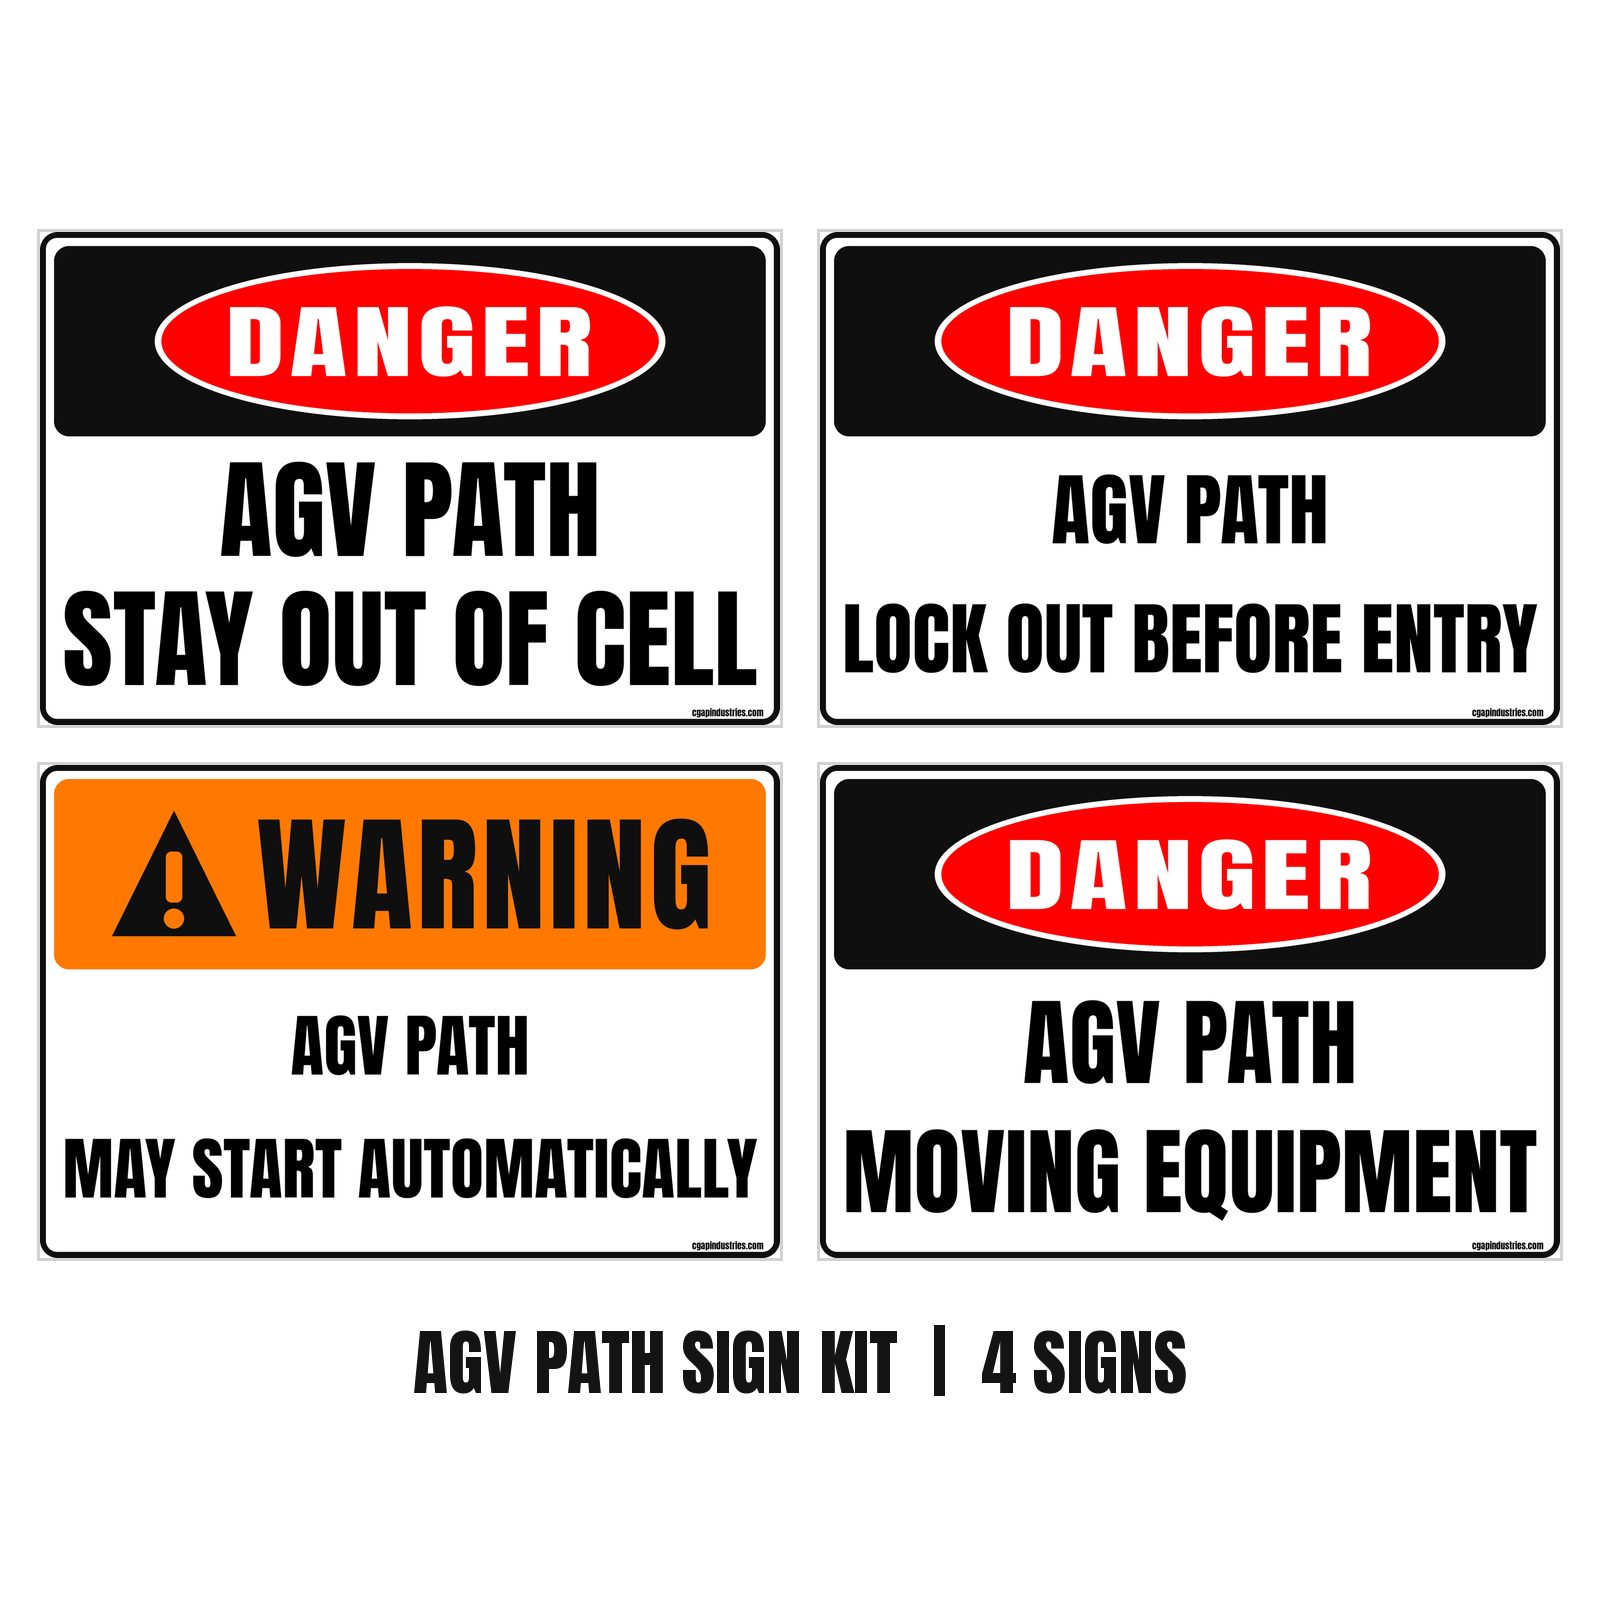 DANGER
AGV PATH
STAY OUT OF CELL
cgapindustries.com
DANGER
AGV PATH
LOCK OUT BEFORE ENTRY
cgapindustries.com
WARNING
AGV PATH
MAY START AUTOMATICALLY
cgapindustries.com
DANGER
AGV PATH
MOVING EQUIPMENT
cgapindustries.com
AGV PATH SIGN KIT | 4 SIGNS